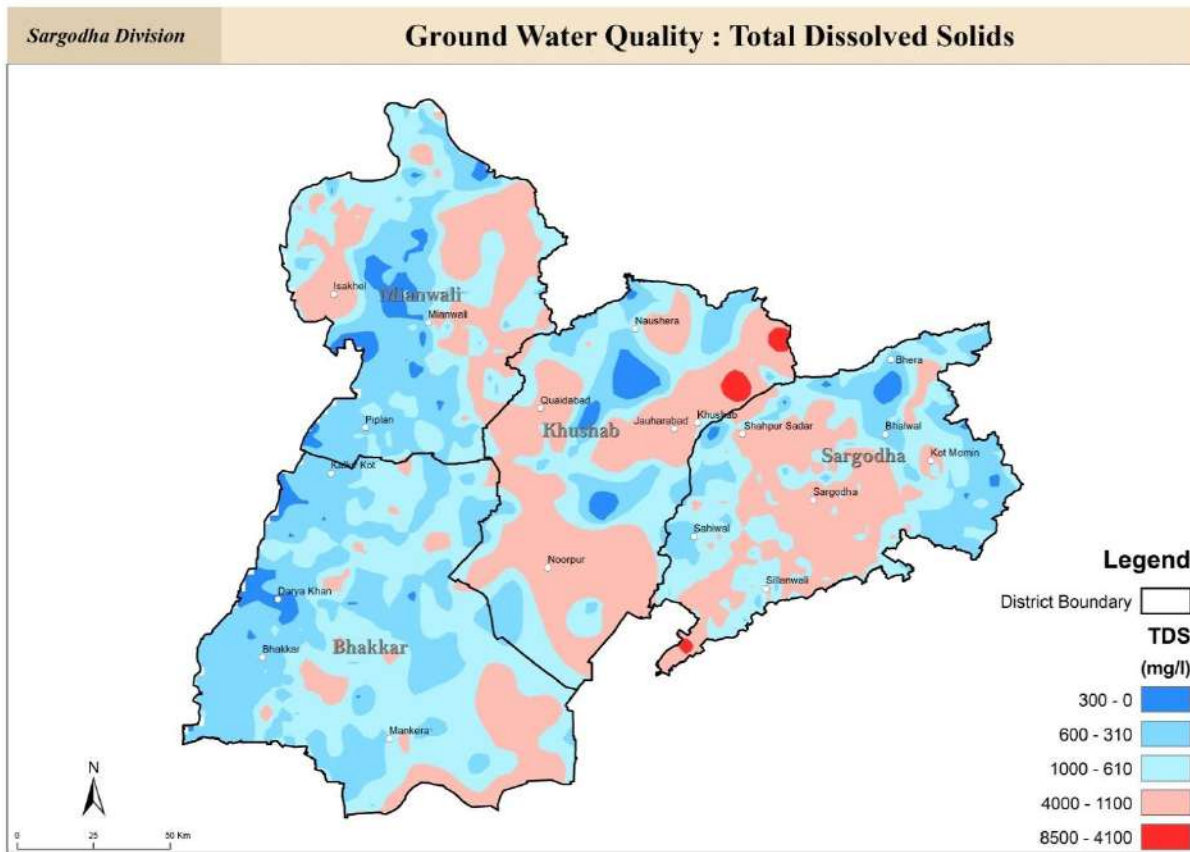 Sargodha Division
Ground Water Quality : Total Dissolved Solids
Isakhel
Mianwali
Mianwali
Piplan
Naushera
Quaidabad
Khushab
Jauharabad
Khushab
Bhera
Shahpur Sadar
Bhalwal
Sargodha
Kot Momin
Sargodha
Sahiwal
Sillanwali
Noorpur
Kallur Kot
Darya Khan
Bhakkar
Bhakkar
Mankera
N
0 25 50 Km
Legend
District Boundary
TDS
(mg/l)
300 - 0
600 - 310
1000 - 610
4000 - 1100
8500 - 4100